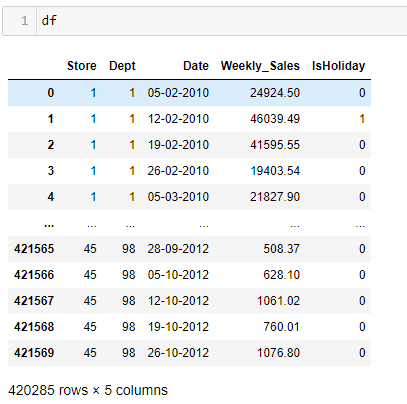 1 df
Store Dept Date Weekly_Sales IsHoliday
0 1 1 05-02-2010 24924.50 0
1 1 1 12-02-2010 46039.49 1
2 1 1 19-02-2010 41595.55 0
3 1 1 26-02-2010 19403.54 0
4 1 1 05-03-2010 21827.90 0
... ... ... ... ... ...
421565 45 98 28-09-2012 508.37 0
421566 45 98 05-10-2012 628.10 0
421567 45 98 12-10-2012 1061.02 0
421568 45 98 19-10-2012 760.01 0
421569 45 98 26-10-2012 1076.80 0
420285 rows × 5 columns